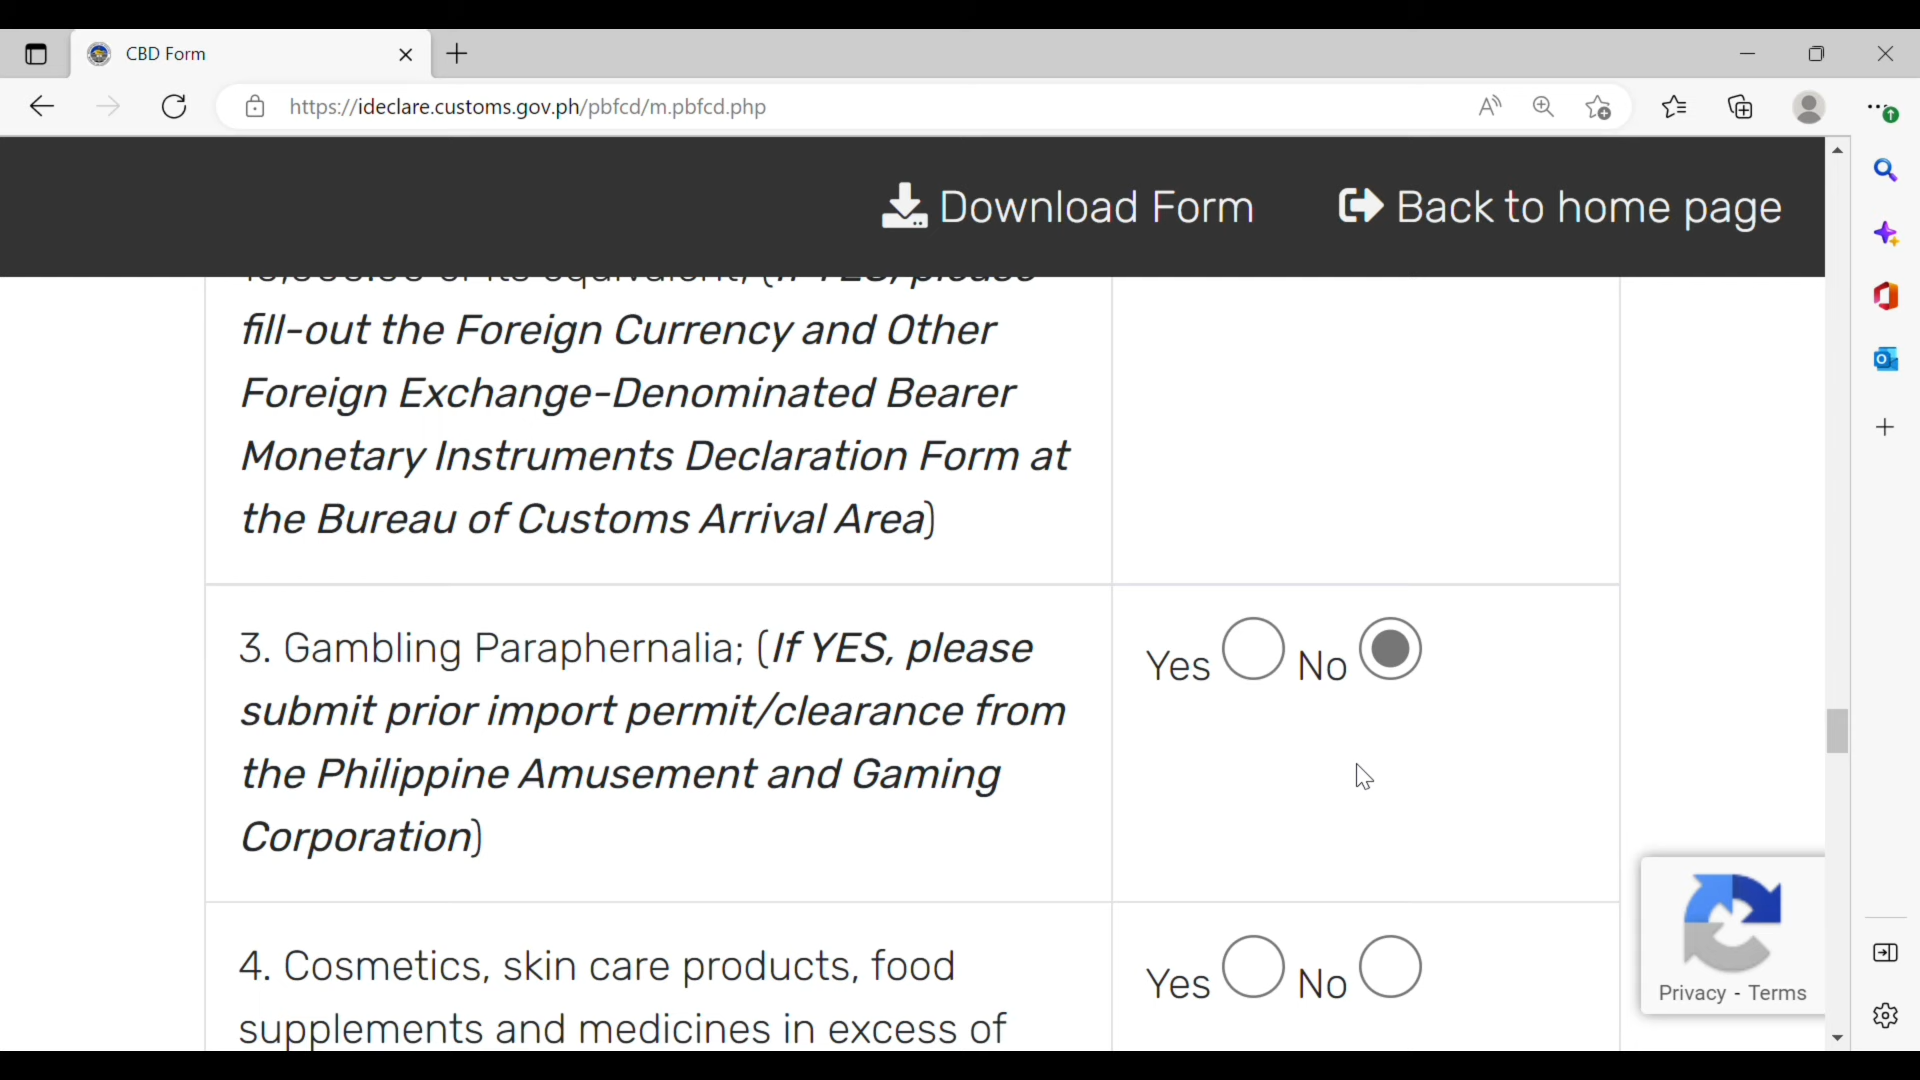 CBD Form
https://ideclare.customs.gov.ph/pbfcd/m.pbfcd.php
Download Form
Back to home page
fill-out the Foreign Currency and Other
Foreign Exchange-Denominated Bearer
Monetary Instruments Declaration Form at
the Bureau of Customs Arrival Area)
3. Gambling Paraphernalia; (If YES, please
submit prior import permit/clearance from
the Philippine Amusement and Gaming
Corporation)
Yes No
4. Cosmetics, skin care products, food
supplements and medicines in excess of
Yes No
Privacy - Terms